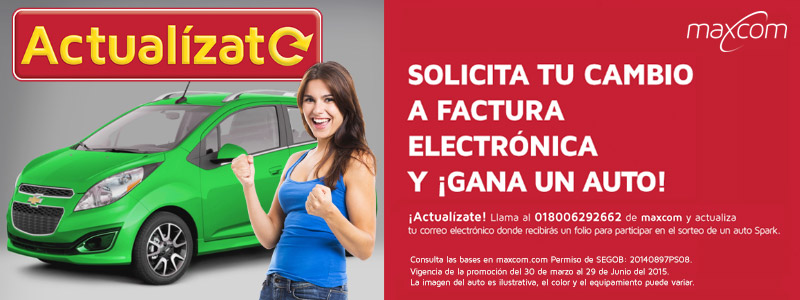 Actualízate
maxcom
SOLICITA TU CAMBIO
A FACTURA
ELECTRÓNICA
Y ¡GANA UN AUTO!
¡Actualízate! Llama al 018006292662 de maxcom y actualiza
tu correo electrónico donde recibirás un folio para participar en el sorteo de un auto Spark.
Consulta las bases en maxcom.com Permiso de SEGOB: 20140897PS08.
Vigencia de la promoción del 30 de marzo al 29 de Junio del 2015.
La imagen del auto es ilustrativa, el color y el equipamiento puede variar.